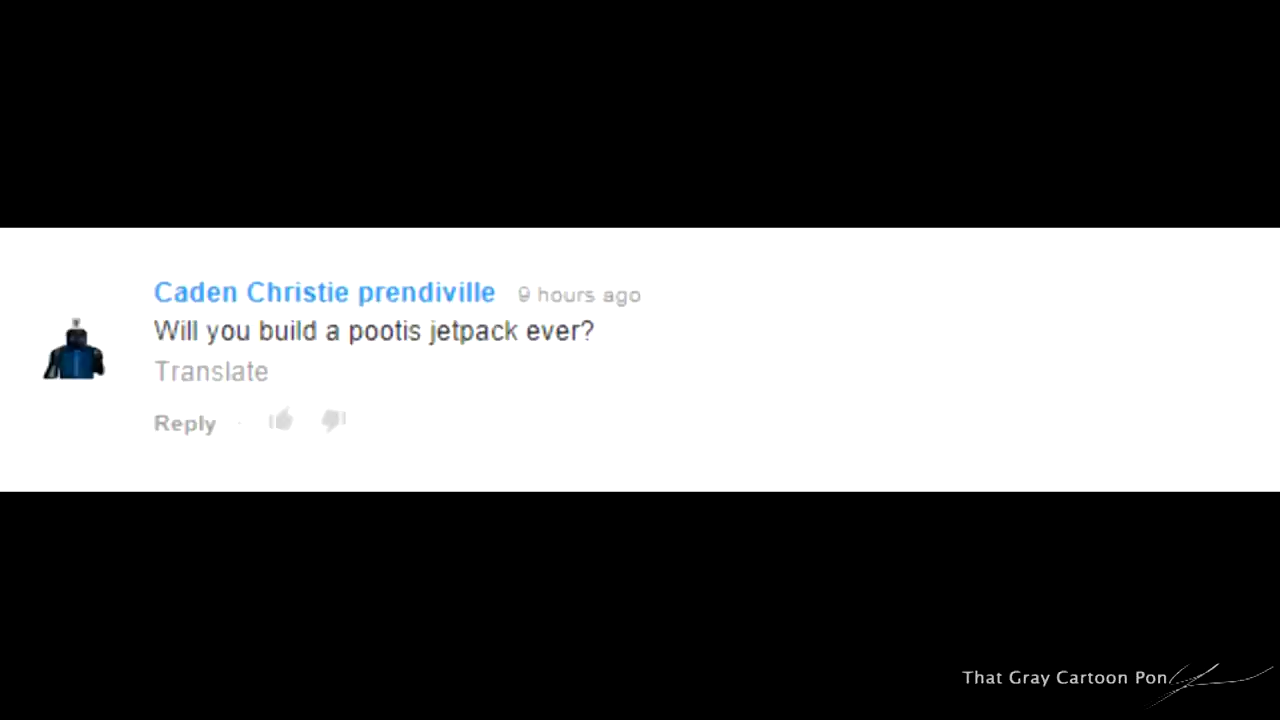 Caden Christie prendiville 9 hours ago
Will you build a pootis jetpack ever?
Translate
Reply
That Gray Cartoon Pon